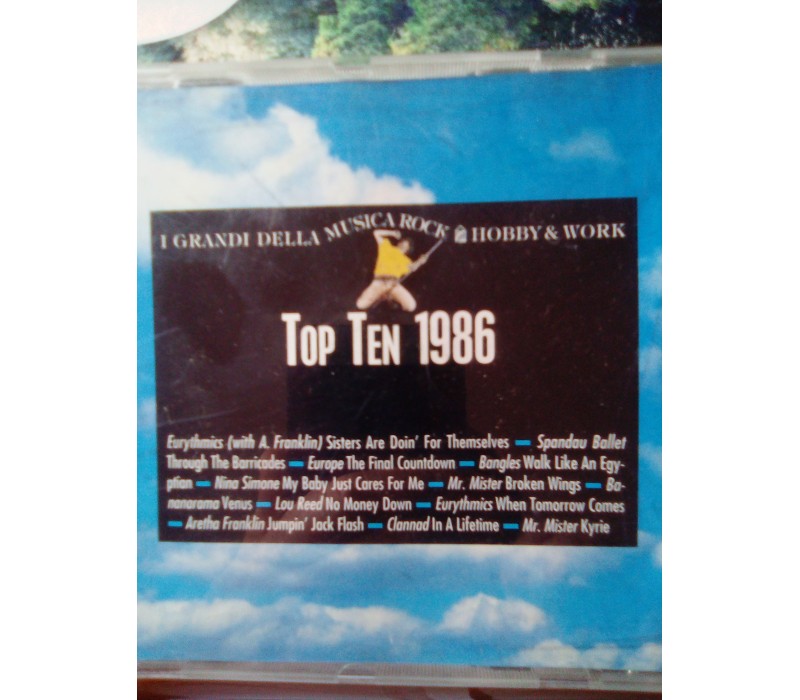 I GRANDI DELLA MUSICA ROCK HOBBY & WORK
TOP TEN 1986
Eurythmics (with A. Franklin) Sisters Are Doin' For Themselves – Spandau Ballet
Through The Barricades – Europe The Final Countdown – Bangles Walk Like An Egy-
ption – Nina Simone My Baby Just Cares For Me – Mr. Mister Broken Wings – Ba-
nanarama Venus – Lou Reed No Money Down – Eurythmics When Tomorrow Comes
– Aretha Franklin Jumpin' Jack Flash – Clannad In A Lifetime – Mr. Mister Kyrie